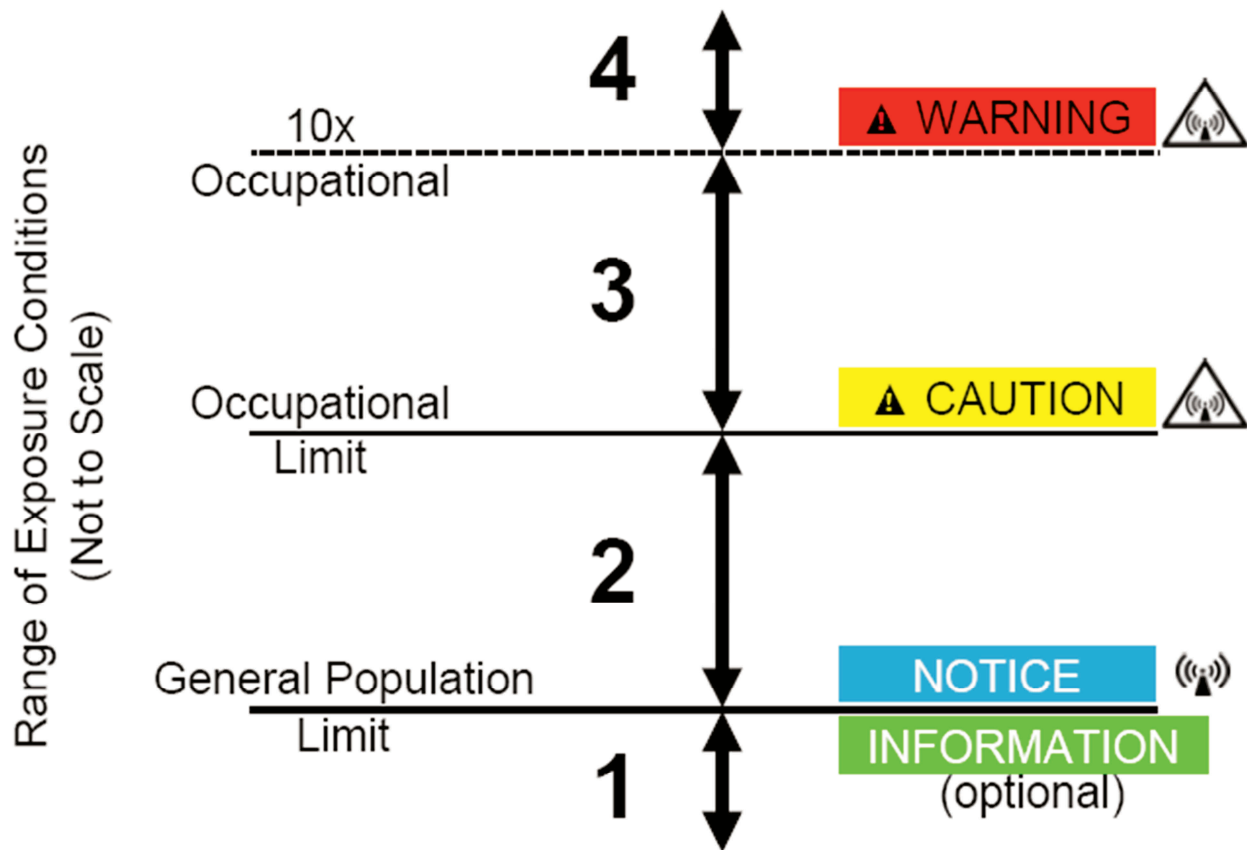 Range of Exposure Conditions
(Not to Scale)
4
10x
Occupational
WARNING
3
Occupational
Limit
CAUTION
2
General Population
Limit
NOTICE
INFORMATION
(optional)
1